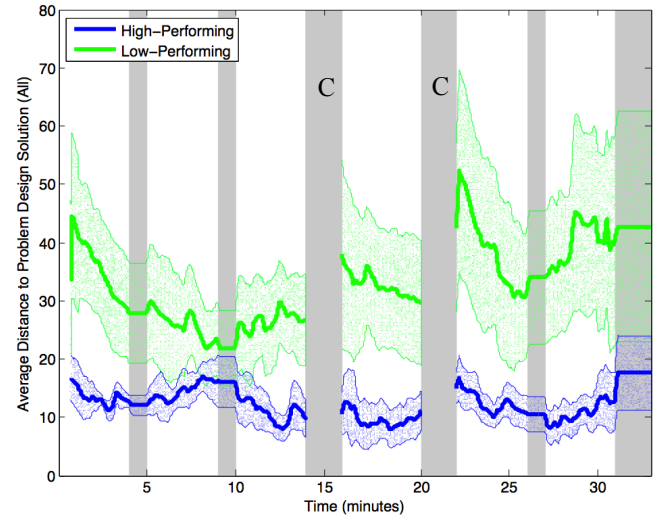 80
70
60
50
40
30
20
10
0
Average Distance to Problem Design Solution (All)
High-Performing
Low-Performing
C
C
5
10
15
20
25
30
Time (minutes)